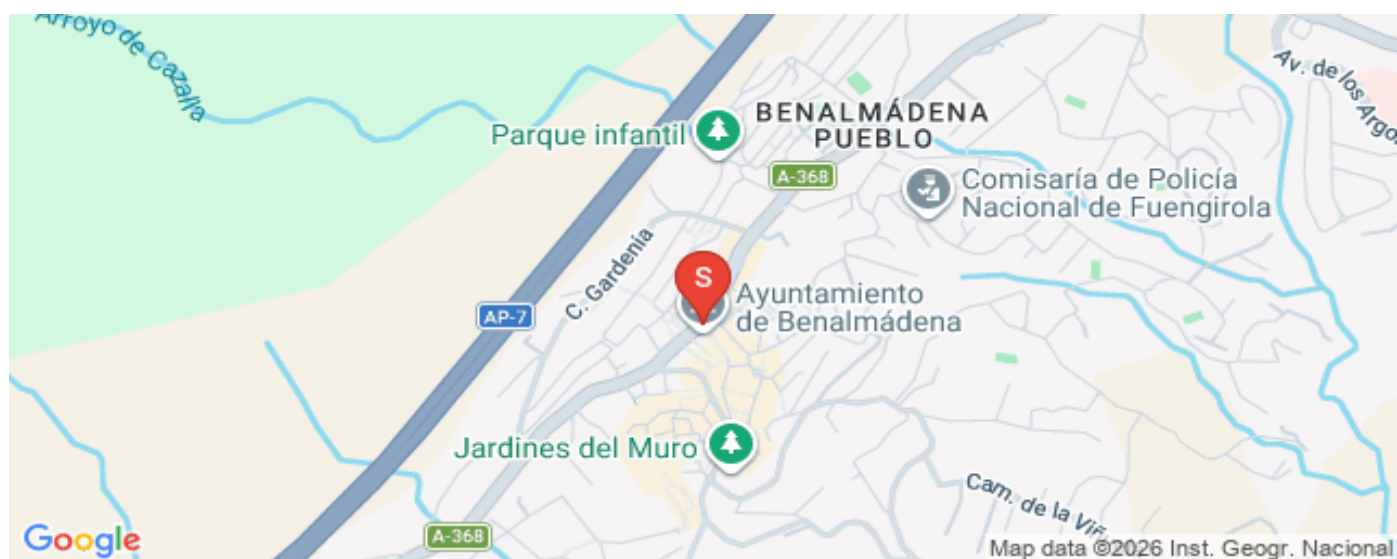 Arroyo de Cazalla
Av. de los Argo
BENALMÁDENA
PUEBLO
Parque infantil
A-368
Comisaría de Policía
Nacional de Fuengirola
C. Gardenia
S
Ayuntamiento
de Benalmádena
AP-7
Jardines del Muro
Cam. de la Viñ
A-368
Google
Map data ©2026 Inst. Geogr. Nacional